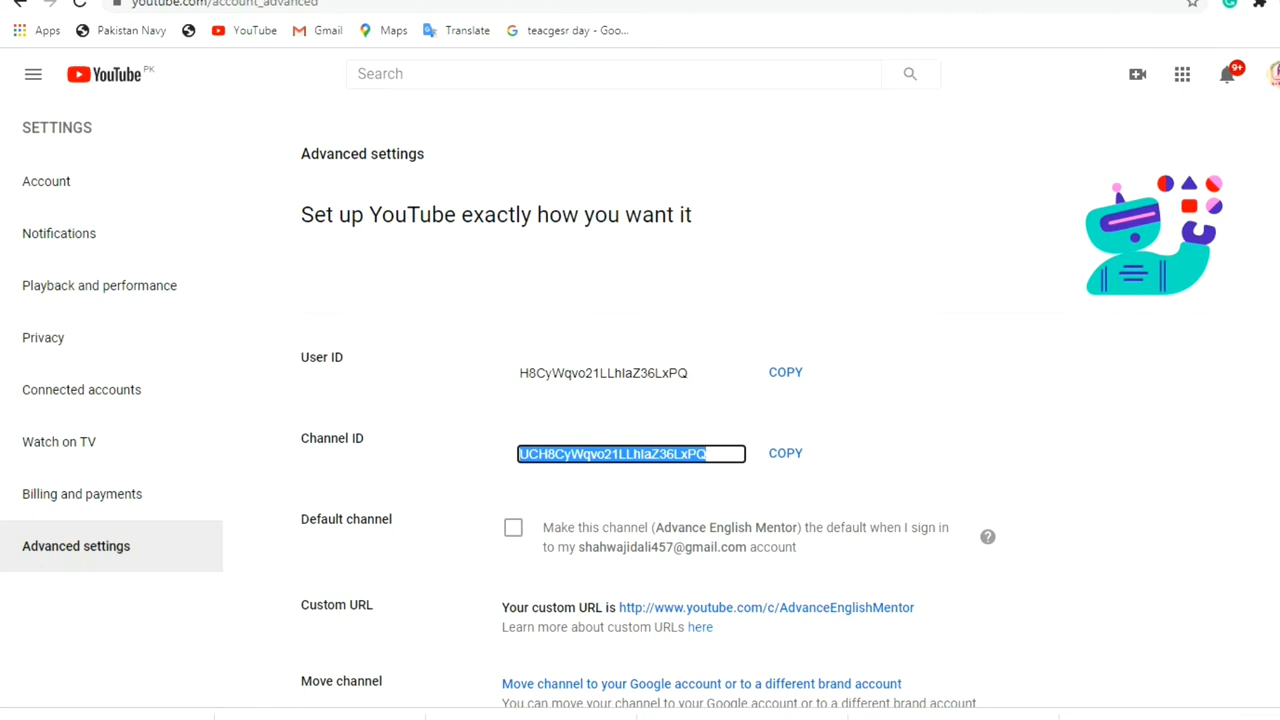 youtube.com/account_advanced
Apps Pakistan Navy YouTube Gmail Maps Translate teacgesr day - Goo...
YouTube PK Search 9+
SETTINGS
Account
Notifications
Playback and performance
Privacy
Connected accounts
Watch on TV
Billing and payments
Advanced settings
Advanced settings
Set up YouTube exactly how you want it
User ID H8CyWqvo21LLhIaZ36LxPQ COPY
Channel ID UCH8CyWqvo21LLhIaZ36LxPQ COPY
Default channel Make this channel (Advance English Mentor) the default when I sign in
to my shahwajidali457@gmail.com account
Custom URL Your custom URL is http://www.youtube.com/c/AdvanceEnglishMentor
Learn more about custom URLs here
Move channel Move channel to your Google account or to a different brand account
You can move your channel to your Google account or to a different brand account